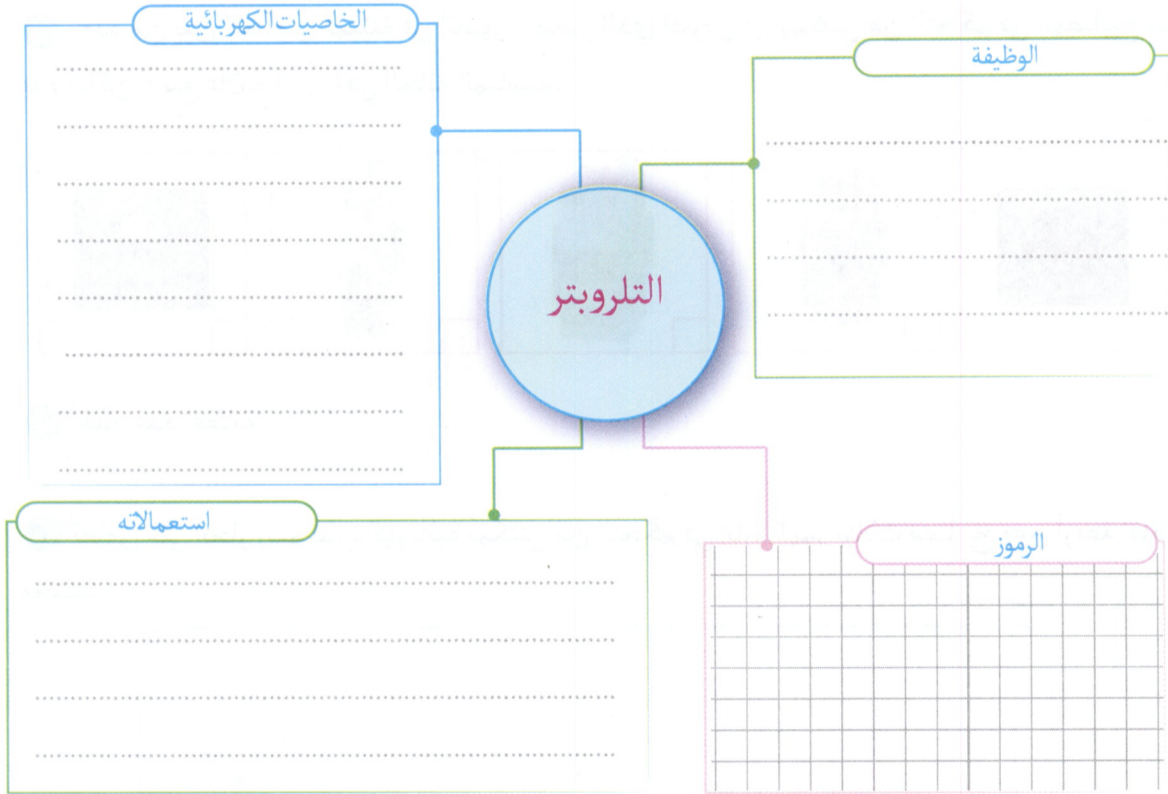 الوظيفة
الخاصيات الكهربائية
التلروبتر
الرموز
استعمالاته